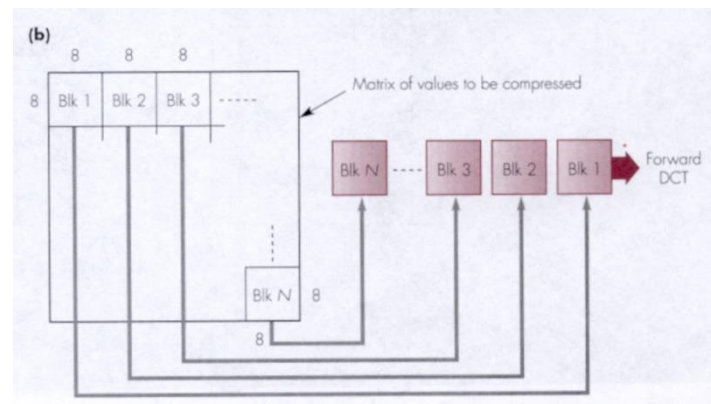 (b)
8 8 8
Matrix of values to be compressed
8 Blk 1 Blk 2 Blk 3
Blk N Blk 3 Blk 2 Blk 1 Forward
DCT
Blk N 8
8